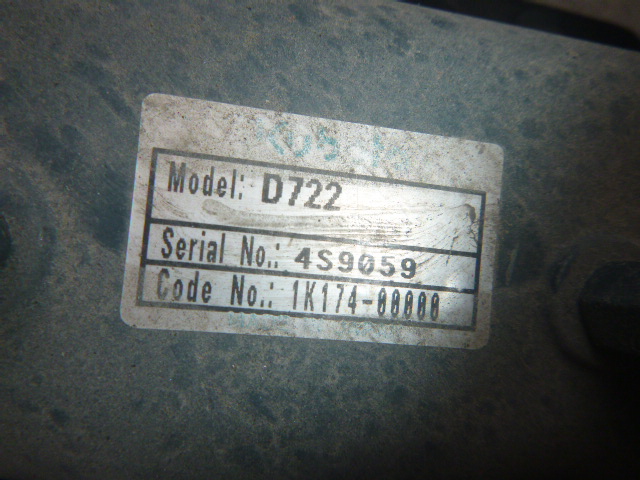 Model: D722
Serial No.: 4S9059
Code No.: 1K174-00000